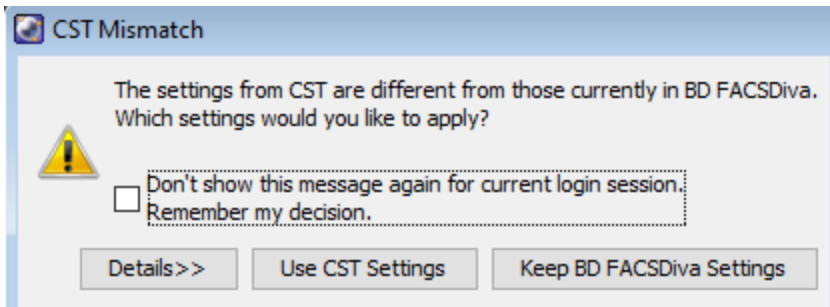 CST Mismatch
The settings from CST are different from those currently in BD FACSDiva.
Which settings would you like to apply?
Don't show this message again for current login session.
Remember my decision.
Details>>
Use CST Settings
Keep BD FACSDiva Settings